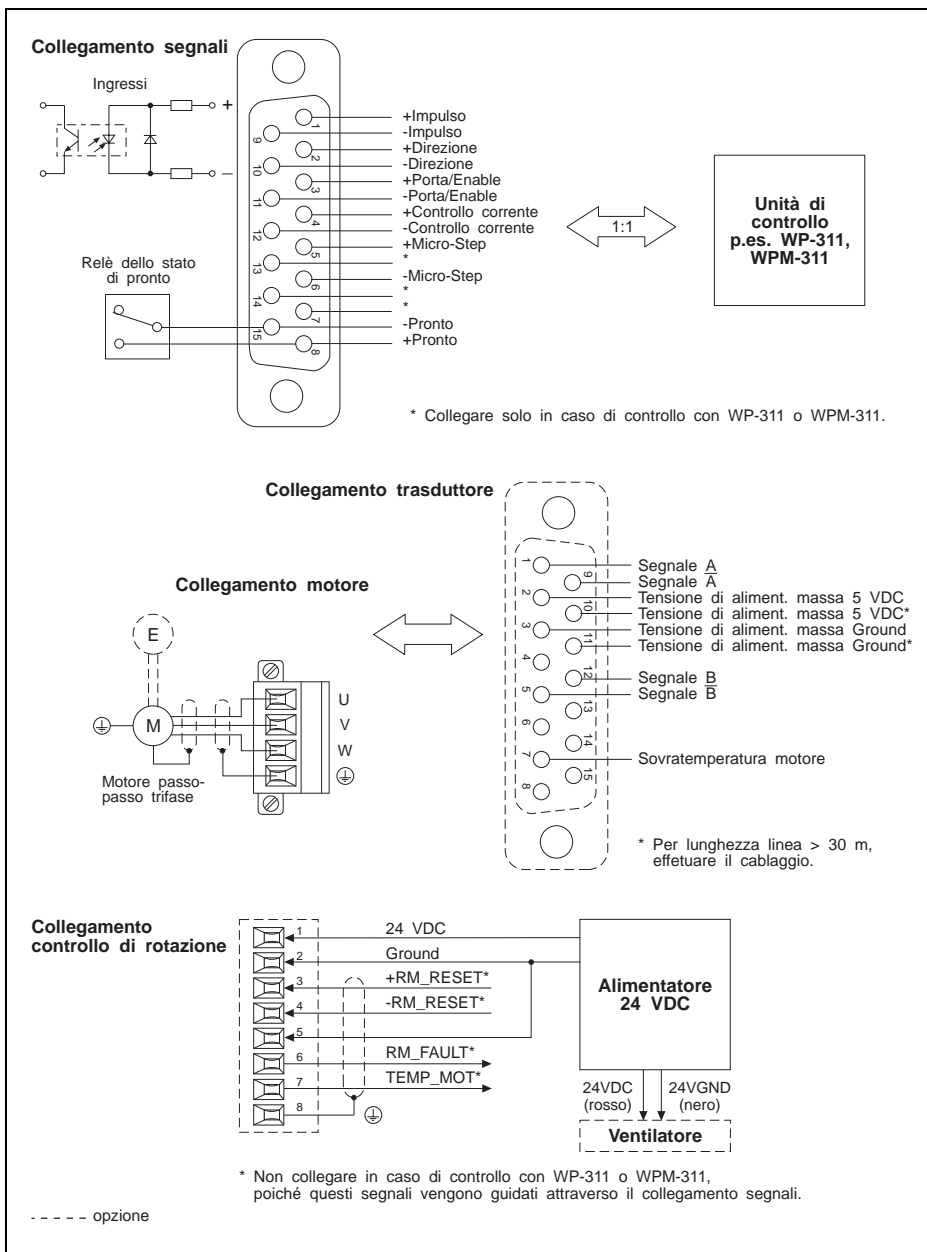 Collegamento segnali
Ingressi
+
–
1
9
2
10
3
11
4
12
5
13
6
14
7
15
8
+Impulso
-Impulso
+Direzione
-Direzione
+Porta/Enable
-Porta/Enable
+Controllo corrente
-Controllo corrente
+Micro-Step
*
-Micro-Step
*
*
-Pronto
+Pronto
Relè dello stato
di pronto
1:1
Unità di
controllo
p.es. WP-311,
WPM-311
* Collegare solo in caso di controllo con WP-311 o WPM-311.
Collegamento trasduttore
1
9
2
10
3
11
4
12
5
13
6
14
7
15
8
Segnale A
Segnale A̅
Tensione di aliment. massa 5 VDC
Tensione di aliment. massa 5 VDC*
Tensione di aliment. massa Ground
Tensione di aliment. massa Ground*
Segnale B
Segnale B̅
Sovratemperatura motore
* Per lunghezza linea > 30 m,
effetuare il cablaggio.
Collegamento motore
E
M
U
V
W
Motore passo-
passo trifase
Collegamento
controllo di rotazione
1
2
3
4
5
6
7
8
24 VDC
Ground
+RM_RESET*
-RM_RESET*
RM_FAULT*
TEMP_MOT*
Alimentatore
24 VDC
24VDC
(rosso)
24VGND
(nero)
Ventilatore
* Non collegare in caso di controllo con WP-311 o WPM-311,
poiché questi segnali vengono guidati attraverso il collegamento segnali.
- - - - - opzione